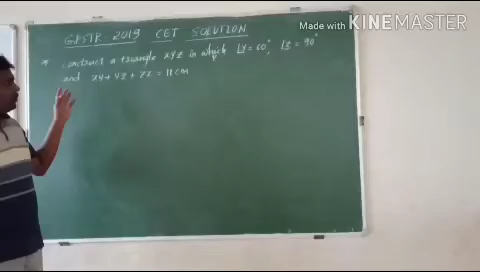 Made with KINEMASTER
GPSTR 2019 CET SOLUTION
* Construct a triangle XYZ in which ∠Y = 60°, ∠Z = 90°
and XY + YZ + ZX = 11 cm